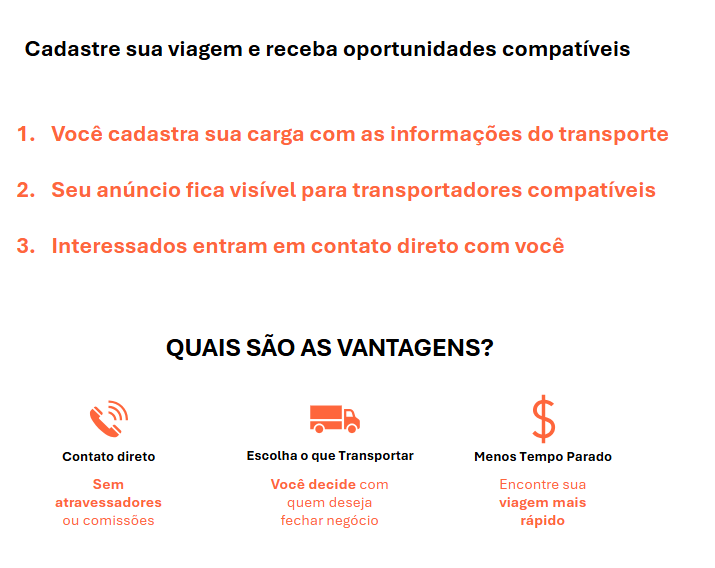 Cadastre sua viagem e receba oportunidades compatíveis
1. Você cadastra sua carga com as informações do transporte
2. Seu anúncio fica visível para transportadores compatíveis
3. Interessados entram em contato direto com você
QUAIS SÃO AS VANTAGENS?
Contato direto
Sem
atravessadores
ou comissões
Escolha o que Transportar
Você decide com
quem deseja
fechar negócio
$
Menos Tempo Parado
Encontre sua
viagem mais
rápido